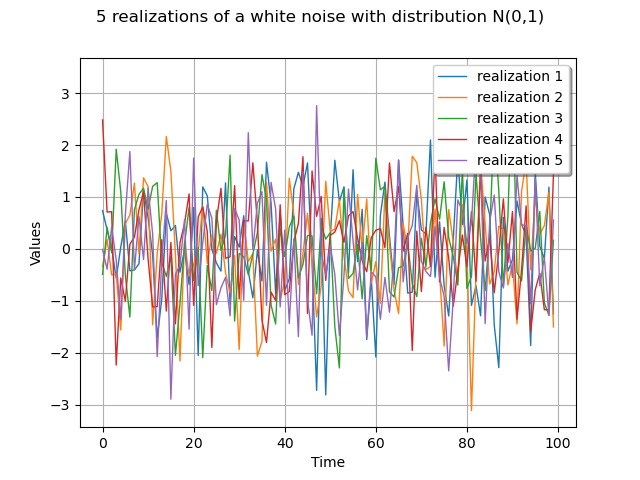 5 realizations of a white noise with distribution N(0,1)
realization 1
realization 2
realization 3
realization 4
realization 5
Values
3
2
1
0
−1
−2
−3
0
20
40
60
80
100
Time